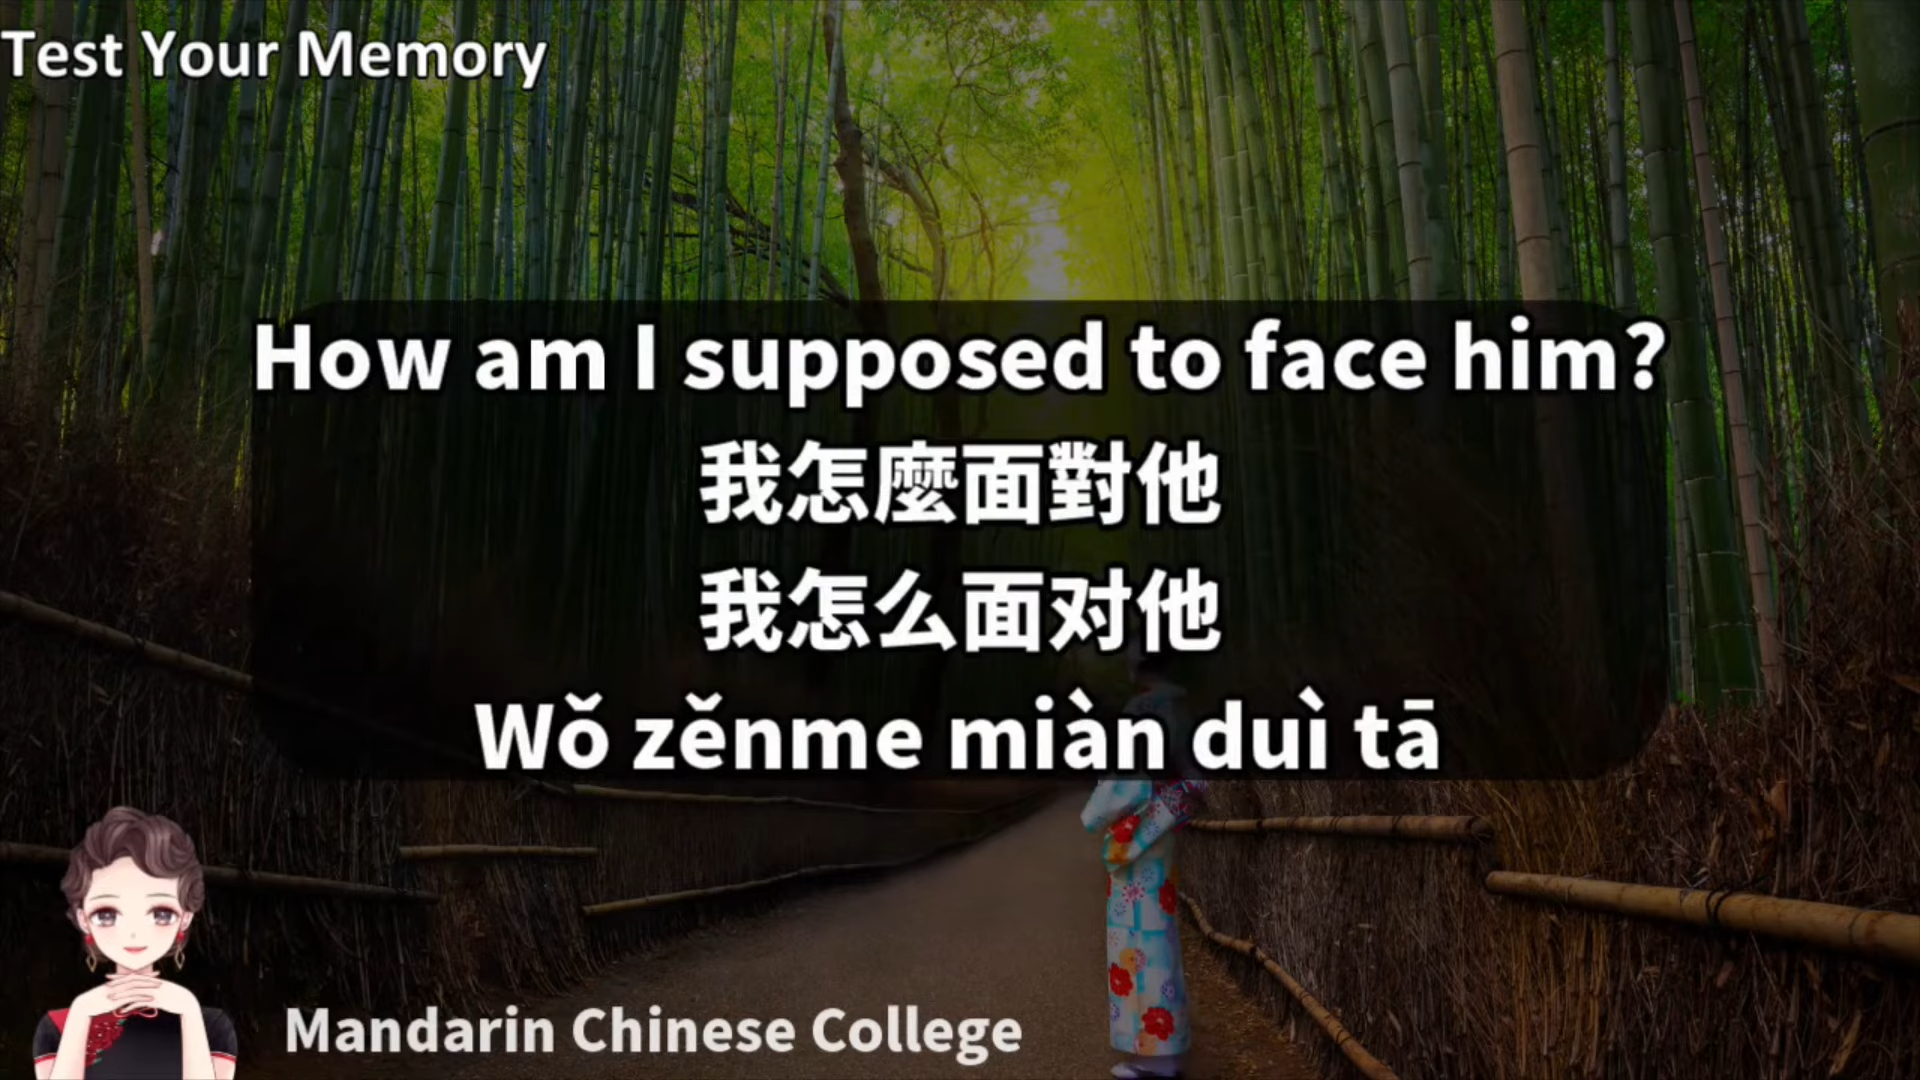 Test Your Memory
How am I supposed to face him?
我怎麼面對他
我怎么面对他
Wǒ zěnme miàn duì tā
Mandarin Chinese College